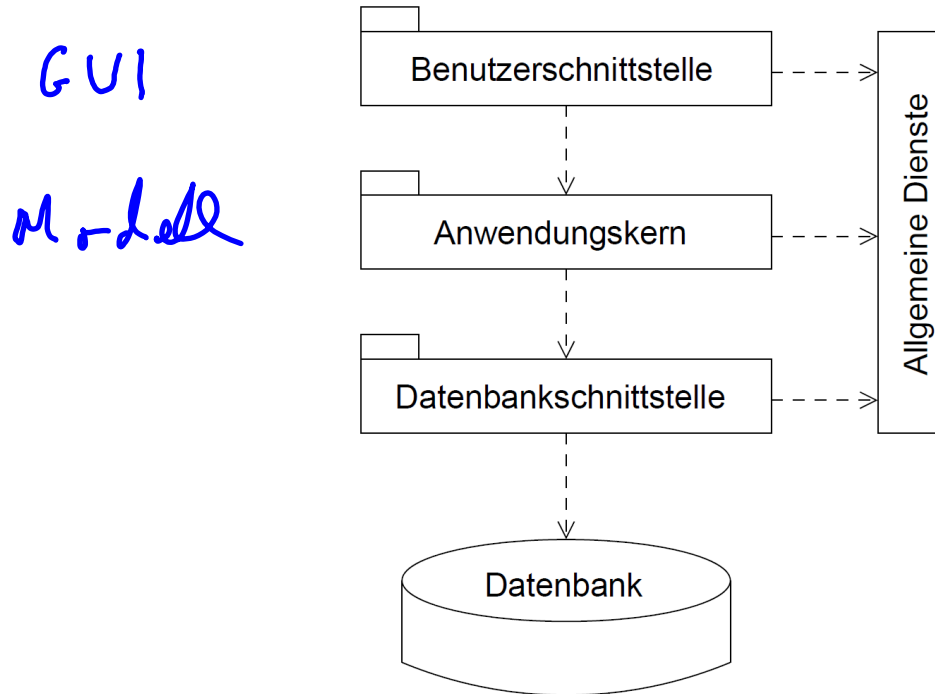 GUI
Benutzerschnittstelle
Modell
Anwendungskern
Datenbankschnittstelle
Datenbank
Allgemeine Dienste